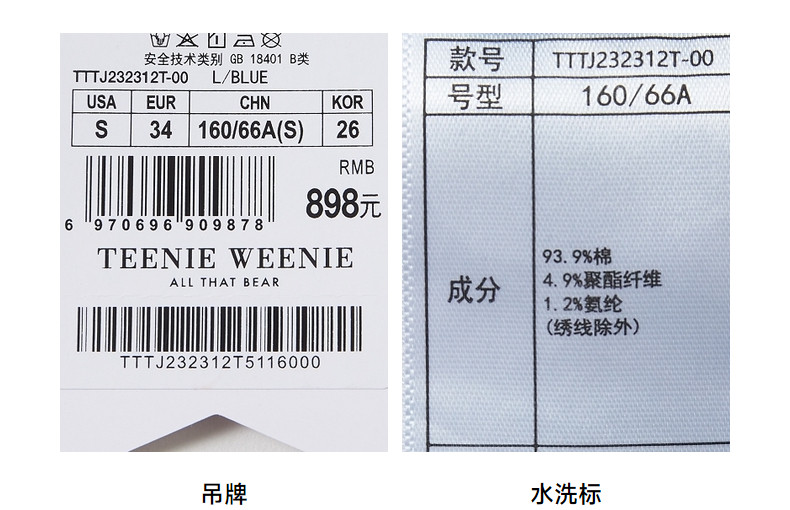 安全技术类别 GB 18401 B类
TTTJ232312T-00 L/BLUE
USA EUR CHN KOR
S 34 160/66A(S) 26
RMB
898元
6 970696 909878
TEENIE WEENIE
ALL THAT BEAR
TTTJ232312T5116000
吊牌
款号 TTTJ232312T-00
号型 160/66A
成分
93.9%棉
4.9%聚酯纤维
1.2%氨纶
(绣线除外)
水洗标